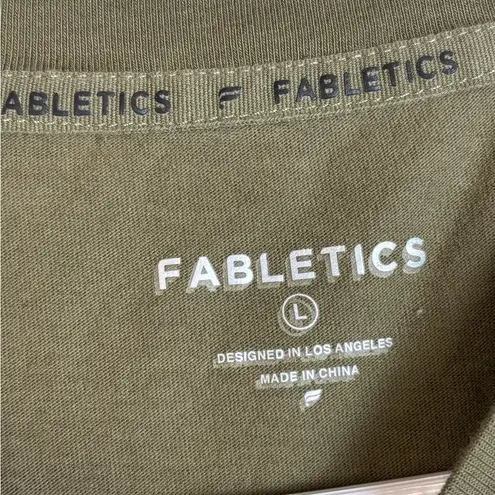 ABLETICS FABLETICS
FABLETICS
L
DESIGNED IN LOS ANGELES
MADE IN CHINA